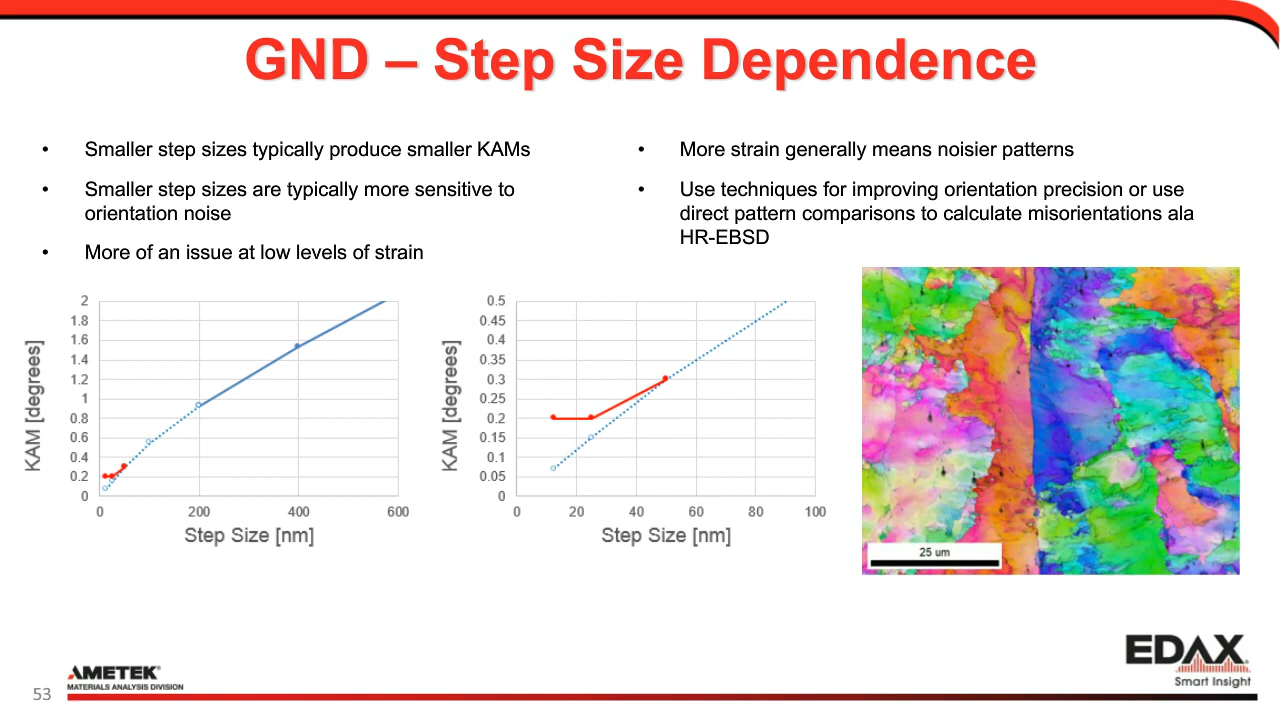 GND – Step Size Dependence
• Smaller step sizes typically produce smaller KAMs
• Smaller step sizes are typically more sensitive to
orientation noise
• More of an issue at low levels of strain
• More strain generally means noisier patterns
• Use techniques for improving orientation precision or use
direct pattern comparisons to calculate misorientations ala
HR-EBSD
KAM [degrees]
2
1.8
1.6
1.4
1.2
1
0.8
0.6
0.4
0.2
0
0 200 400 600
Step Size [nm]
KAM [degrees]
0.5
0.45
0.4
0.35
0.3
0.25
0.2
0.15
0.1
0.05
0
0 20 40 60 80 100
Step Size [nm]
25 um
53
AMETEK®
MATERIALS ANALYSIS DIVISION
EDAX®
Smart Insight